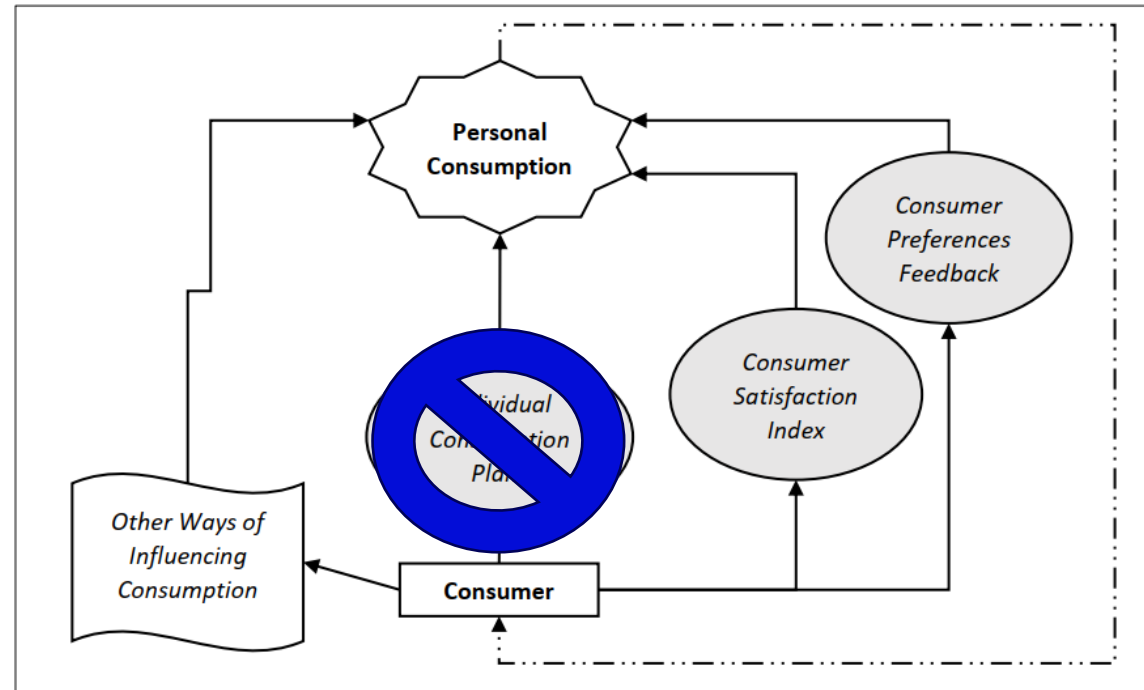 Personal
Consumption
Consumer
Preferences
Feedback
Consumer
Satisfaction
Index
Other Ways of
Influencing
Consumption
Consumer